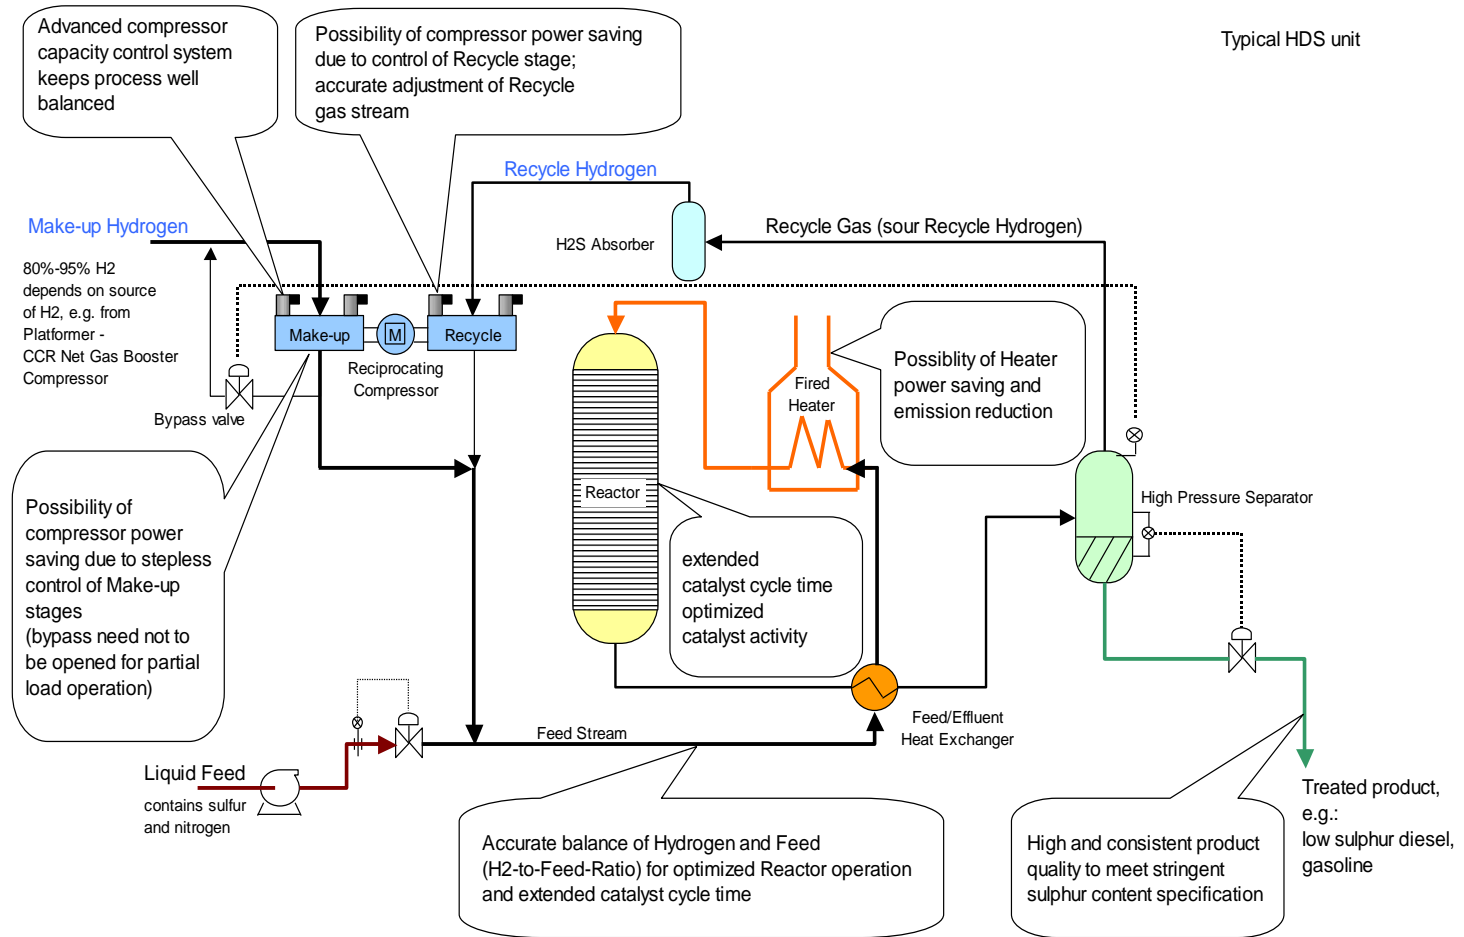 Advanced compressor
capacity control system
keeps process well
balanced
Possibility of compressor power saving
due to control of Recycle stage;
accurate adjustment of Recycle
gas stream
Typical HDS unit
Recycle Hydrogen
Make-up Hydrogen
H2S Absorber
Recycle Gas (sour Recycle Hydrogen)
80%-95% H2
depends on source
of H2, e.g. from
Platformer -
CCR Net Gas Booster
Compressor
Make-up
M
Recycle
Reciprocating
Compressor
Bypass valve
Fired
Heater
Possiblity of Heater
power saving and
emission reduction
Reactor
High Pressure Separator
Possibility of
compressor power
saving due to stepless
control of Make-up
stages
(bypass need not to
be opened for partial
load operation)
extended
catalyst cycle time
optimized
catalyst activity
Feed/Effluent
Heat Exchanger
Feed Stream
Liquid Feed
contains sulfur
and nitrogen
Accurate balance of Hydrogen and Feed
(H2-to-Feed-Ratio) for optimized Reactor operation
and extended catalyst cycle time
High and consistent product
quality to meet stringent
sulphur content specification
Treated product,
e.g.:
low sulphur diesel,
gasoline